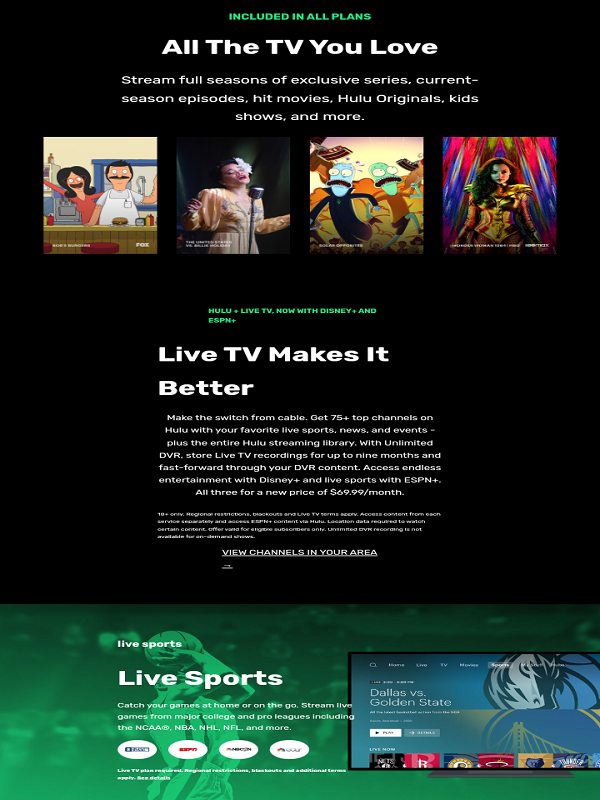 INCLUDED IN ALL PLANS
All The TV You Love
Stream full seasons of exclusive series, current-
season episodes, hit movies, Hulu Originals, kids
shows, and more.
BOB'S BURGERS
FOX
THE UNITED STATES
VS. BILLIE HOLIDAY
SOLAR OPPOSITES
HULU + LIVE TV, NOW WITH DISNEY+ AND
ESPN+
Live TV Makes It
Better
Make the switch from cable. Get 75+ top channels on
Hulu with your favorite live sports, news, and events -
plus the entire Hulu streaming library. With Unlimited
DVR, store Live TV recordings for up to nine months and
fast-forward through your DVR content. Access endless
entertainment with Disney+ and live sports with ESPN+.
All three for a new price of $69.99/month.
18+ only. Regional restrictions, blackouts and Live TV terms apply. Access content from each
service separately and access ESPN+ content via Hulu. Location data required to watch
certain content. Offer valid for eligible subscribers only. Unlimited DVR recording is not
available for on-demand shows.
VIEW CHANNELS IN YOUR AREA
→
live sports
Live Sports
Catch your games at home or on the go. Stream live
games from major college and pro leagues including
the NCAA®, NBA, NHL, NFL, and more.
ESPN
Live TV plan required. Regional restrictions, blackouts and additional terms
apply. See details
Home Live TV Movies Sports
Dallas vs.
Golden State
PLAY
DETAILS
LIVE NOW
NETS